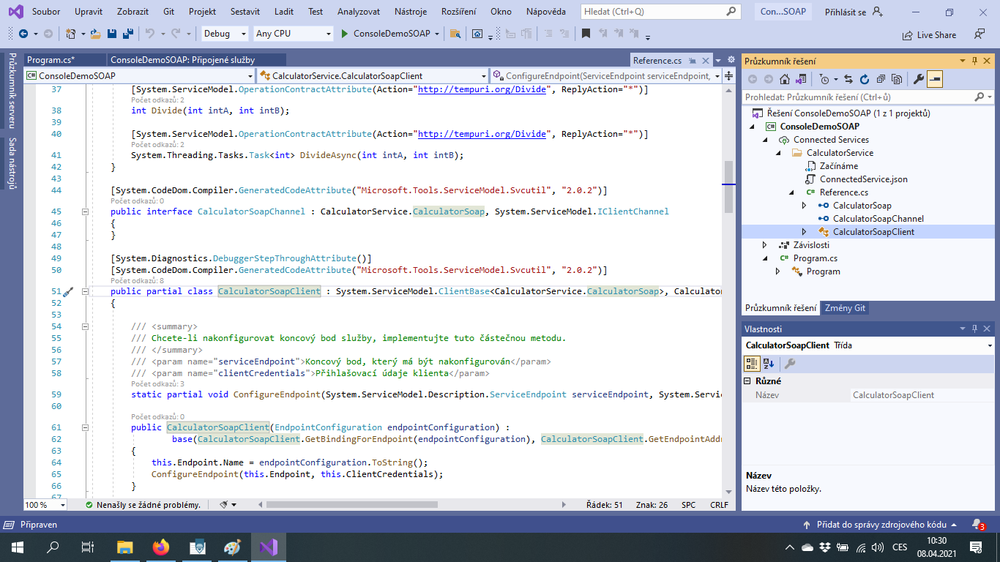 Soubor Upravit Zobrazit Git Projekt Sestavit Ladit Test Analyzovat Nástroje Rozšíření Okno Nápověda Hledat (Ctrl+Q) Con...SOAP Přihlásit se
Debug Any CPU ConsoleDemoSOAP Live Share
Průzkumník serveru
Sada nástrojů
Program.cs* ConsoleDemoSOAP: Připojené služby Reference.cs
ConsoleDemoSOAP CalculatorService.CalculatorSoapClient ConfigureEndpoint(ServiceEndpoint serviceEndpoint,
37 [System.ServiceModel.OperationContractAttribute(Action="http://tempuri.org/Divide", ReplyAction="*")]
Počet odkazů: 2
38 int Divide(int intA, int intB);
39
40 [System.ServiceModel.OperationContractAttribute(Action="http://tempuri.org/Divide", ReplyAction="*")]
Počet odkazů: 2
41 System.Threading.Tasks.Task<int> DivideAsync(int intA, int intB);
42 }
43
44 [System.CodeDom.Compiler.GeneratedCodeAttribute("Microsoft.Tools.ServiceModel.Svcutil", "2.0.2")]
Počet odkazů: 0
45 public interface CalculatorSoapChannel : CalculatorService.CalculatorSoap, System.ServiceModel.IClientChannel
46 {
47 }
48
49 [System.Diagnostics.DebuggerStepThroughAttribute()]
50 [System.CodeDom.Compiler.GeneratedCodeAttribute("Microsoft.Tools.ServiceModel.Svcutil", "2.0.2")]
Počet odkazů: 8
51 public partial class CalculatorSoapClient : System.ServiceModel.ClientBase<CalculatorService.CalculatorSoap>, Calculator
52 {
53
54 /// <summary>
55 /// Chcete-li nakonfigurovat koncový bod služby, implementujte tuto částečnou metodu.
56 /// </summary>
57 /// <param name="serviceEndpoint">Koncový bod, který má být nakonfigurován</param>
58 /// <param name="clientCredentials">Přihlašovací údaje klienta</param>
Počet odkazů: 3
59 static partial void ConfigureEndpoint(System.ServiceModel.Description.ServiceEndpoint serviceEndpoint, System.Servic
60
Počet odkazů: 0
61 public CalculatorSoapClient(EndpointConfiguration endpointConfiguration) :
62 base(CalculatorSoapClient.GetBindingForEndpoint(endpointConfiguration), CalculatorSoapClient.GetEndpointAddr
63 {
64 this.Endpoint.Name = endpointConfiguration.ToString();
65 ConfigureEndpoint(this.Endpoint, this.ClientCredentials);
66 }
67
100 % Nenašly se žádné problémy. Řádek: 51 Znak: 26 SPC CRLF
Průzkumník řešení
Prohledat: Průzkumník řešení (Ctrl+ů)
Řešení ConsoleDemoSOAP (1 z 1 projektů)
ConsoleDemoSOAP
Connected Services
CalculatorService
Začínáme
ConnectedService.json
Reference.cs
CalculatorSoap
CalculatorSoapChannel
CalculatorSoapClient
Závislosti
Program.cs
Program
Průzkumník řešení Změny Git
Vlastnosti
CalculatorSoapClient Třída
Různé
Název CalculatorSoapClient
Název
Název této položky.
Připraven Přidat do správy zdrojového kódu 3
CES 10:30
08.04.2021 3